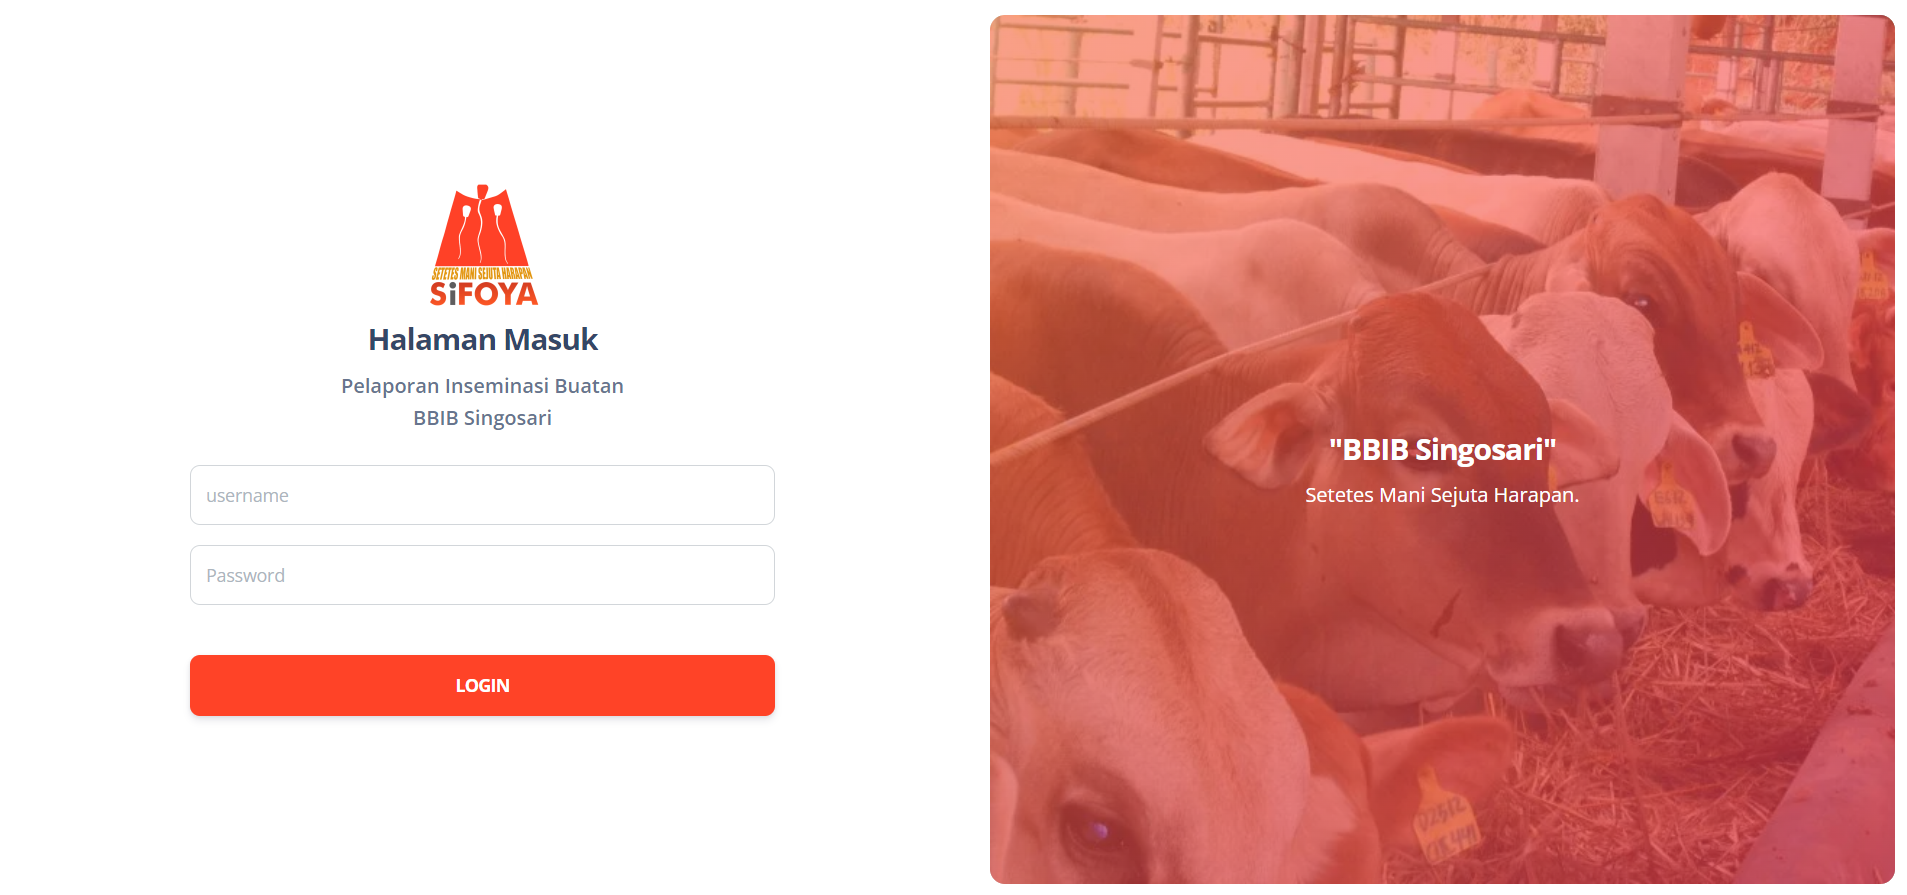 SETETES MANI SEJUTA HARAPAN
SiFOYA
Halaman Masuk
Pelaporan Inseminasi Buatan
BBIB Singosari
username
Password
LOGIN
"BBIB Singosari"
Setetes Mani Sejuta Harapan.